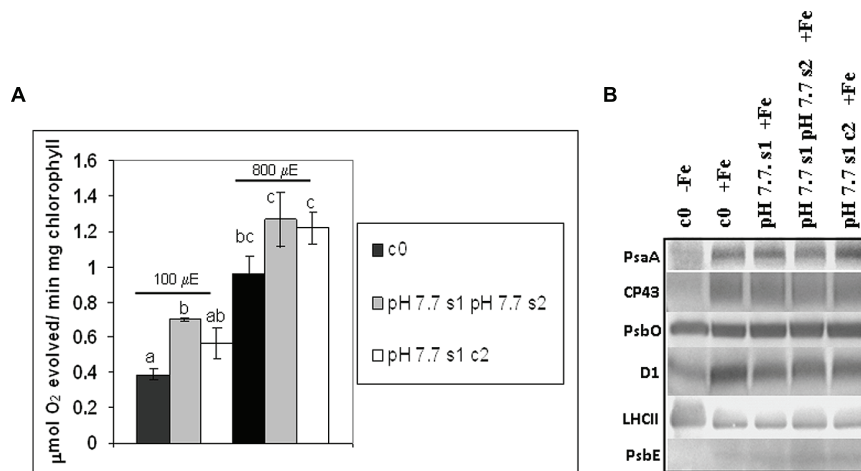 A
µmol O2 evolved/ min mg chlorophyll
1.6
1.4
1.2
1
0.8
0.6
0.4
0.2
0
100 µE
a
b
ab
800 µE
bc
c
c
c0
pH 7.7 s1 pH 7.7 s2
pH 7.7 s1 c2
B
c0 -Fe
c0 +Fe
pH 7.7. s1 +Fe
pH 7.7 s1 pH 7.7 s2 +Fe
pH 7.7 s1 c2 +Fe
PsaA
CP43
PsbO
D1
LHCII
PsbE